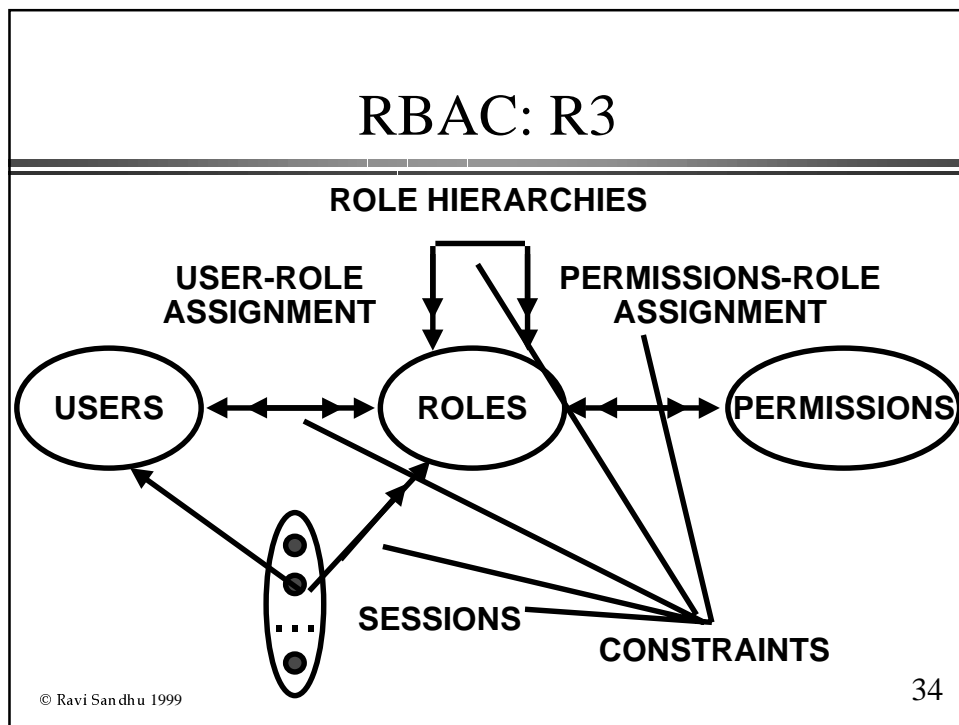 RBAC: R3
ROLE HIERARCHIES
USER-ROLE
ASSIGNMENT
PERMISSIONS-ROLE
ASSIGNMENT
USERS
ROLES
PERMISSIONS
...
SESSIONS
CONSTRAINTS
© Ravi Sandhu 1999
34